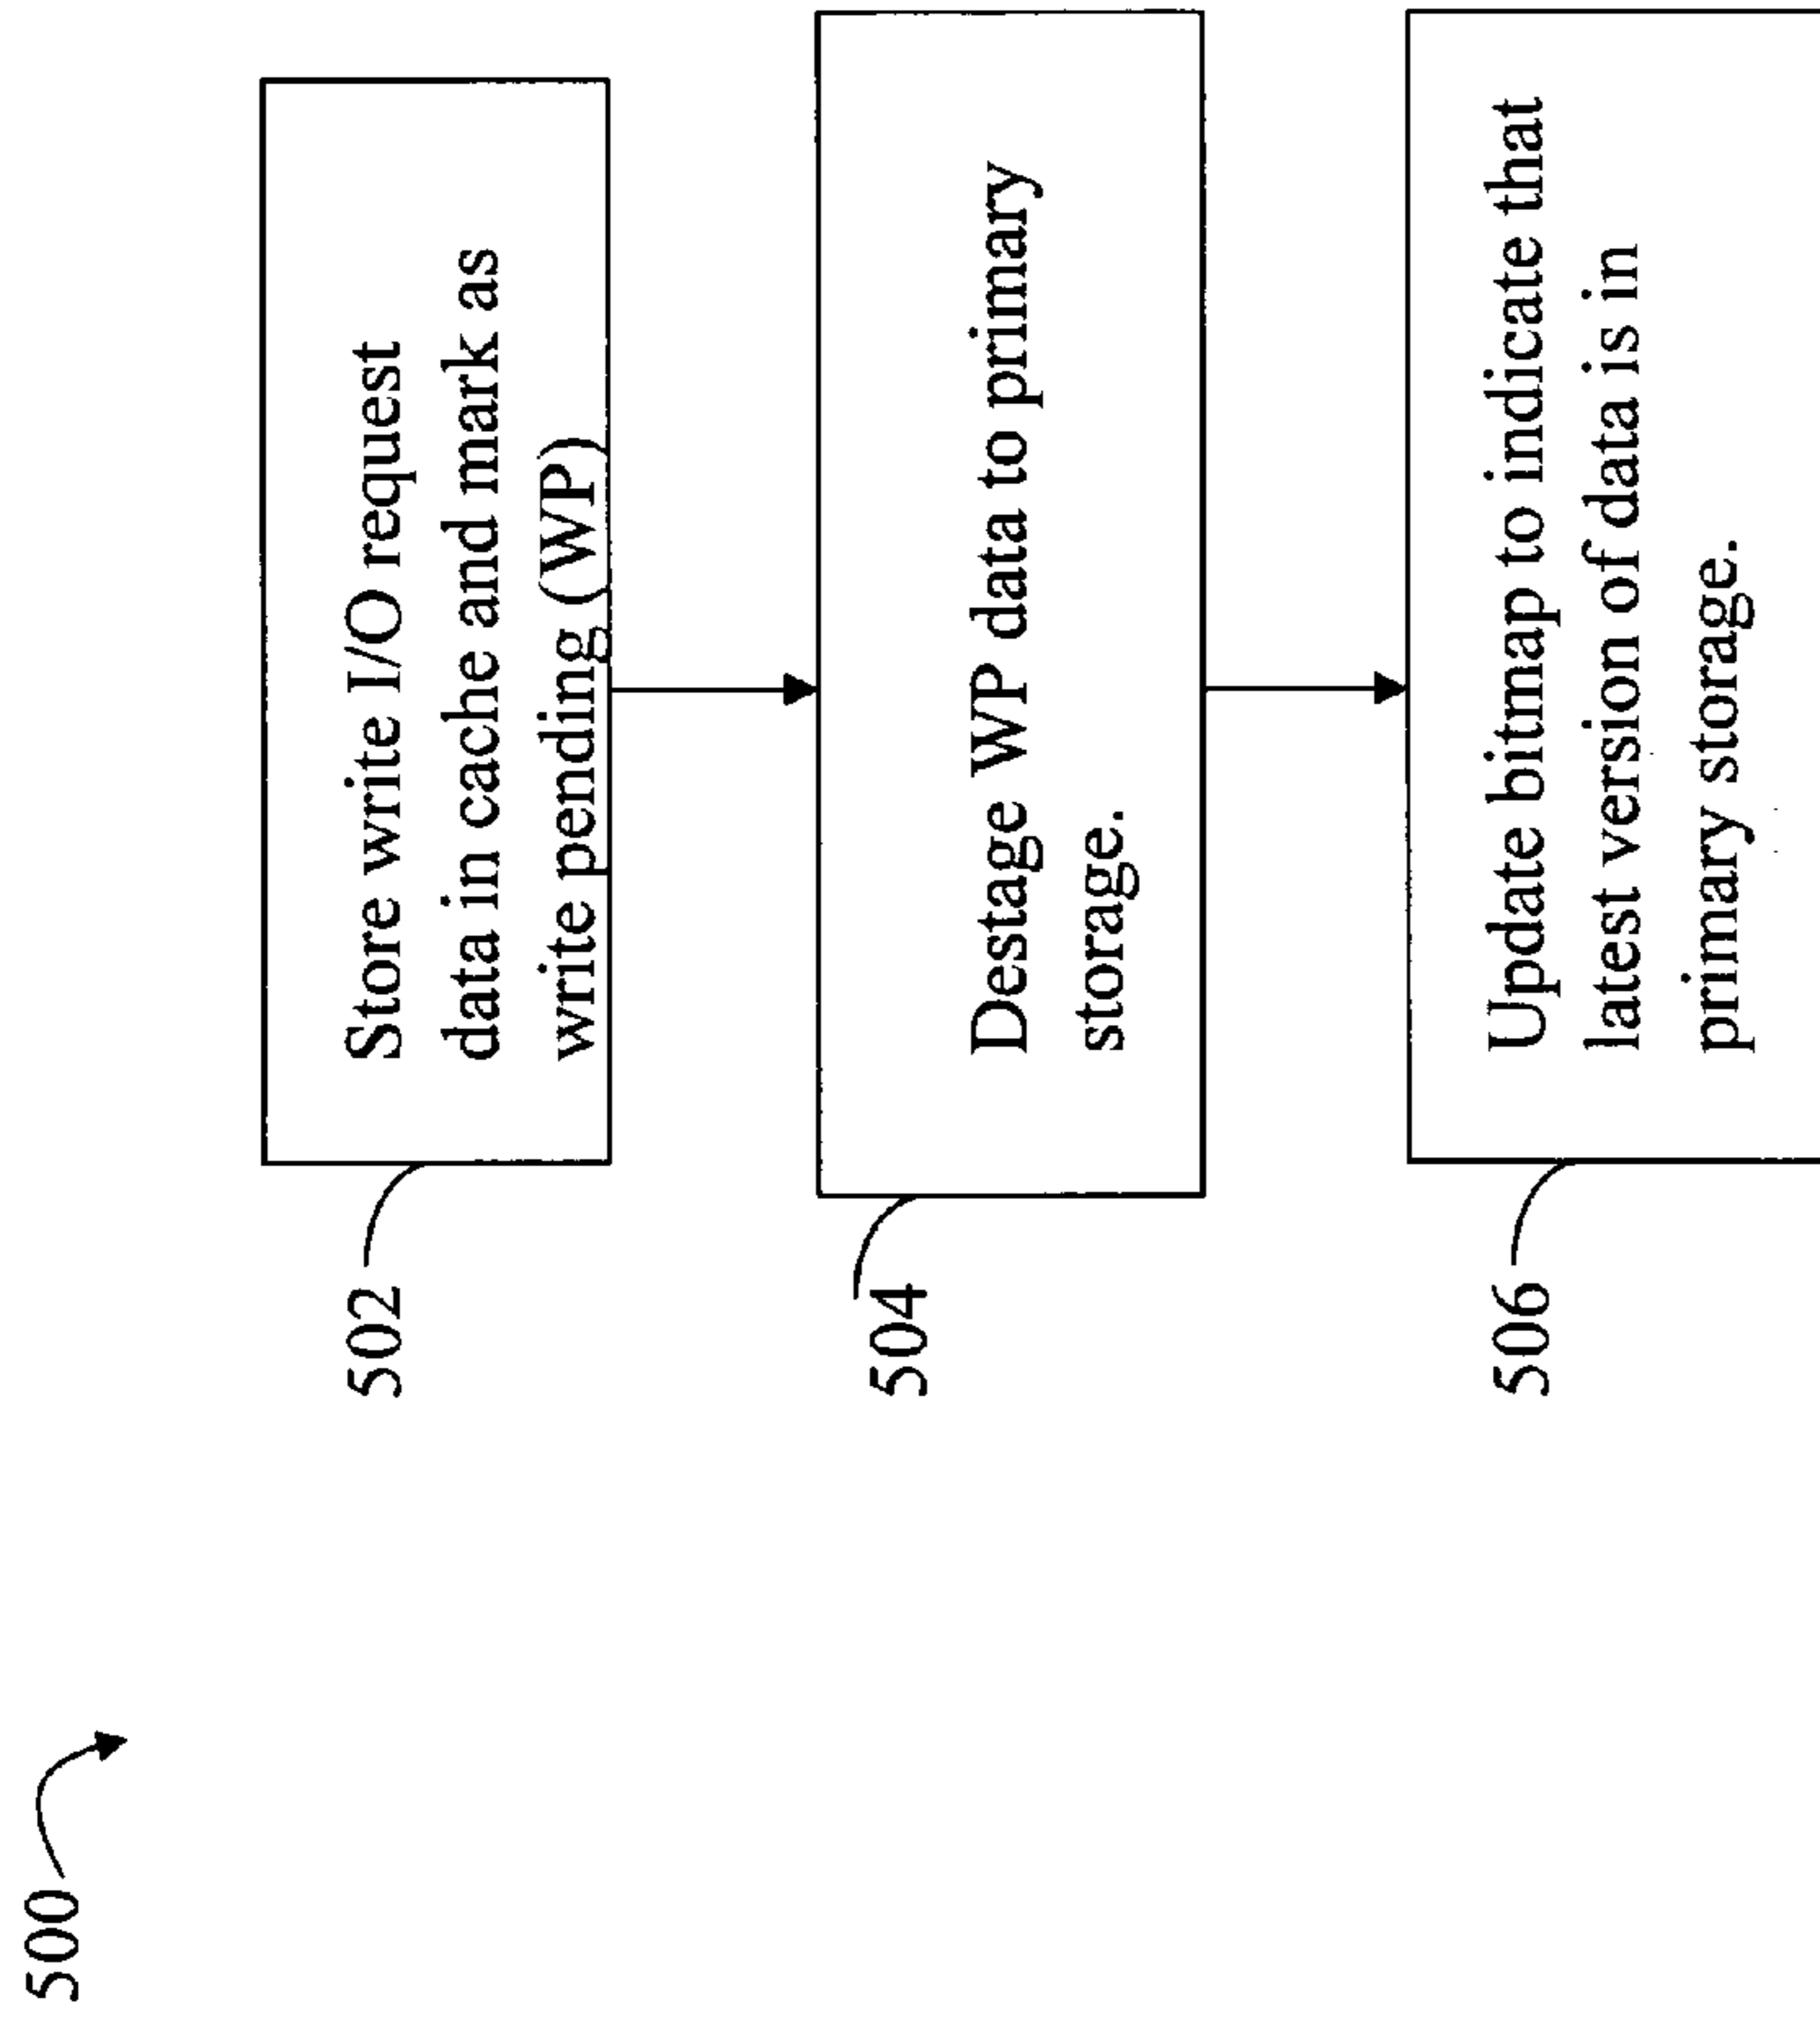 500
502
Store write I/O request
data in cache and mark as
write pending (WP)
504
Destage WP data to primary
storage.
506
Update bitmap to indicate that
latest version of data is in
primary storage.